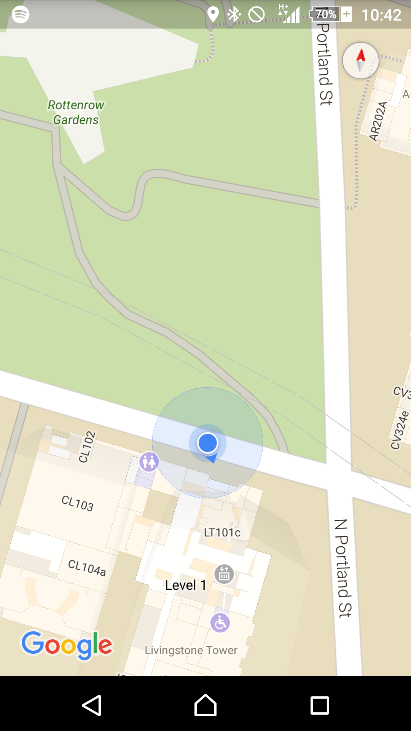 H+
70%
10:42
N Portland St
Rottenrow
Gardens
AR202A
CL102
CV324e
CL103
LT101c
CL104a
Level 1
N Portland St
Google
Livingstone Tower